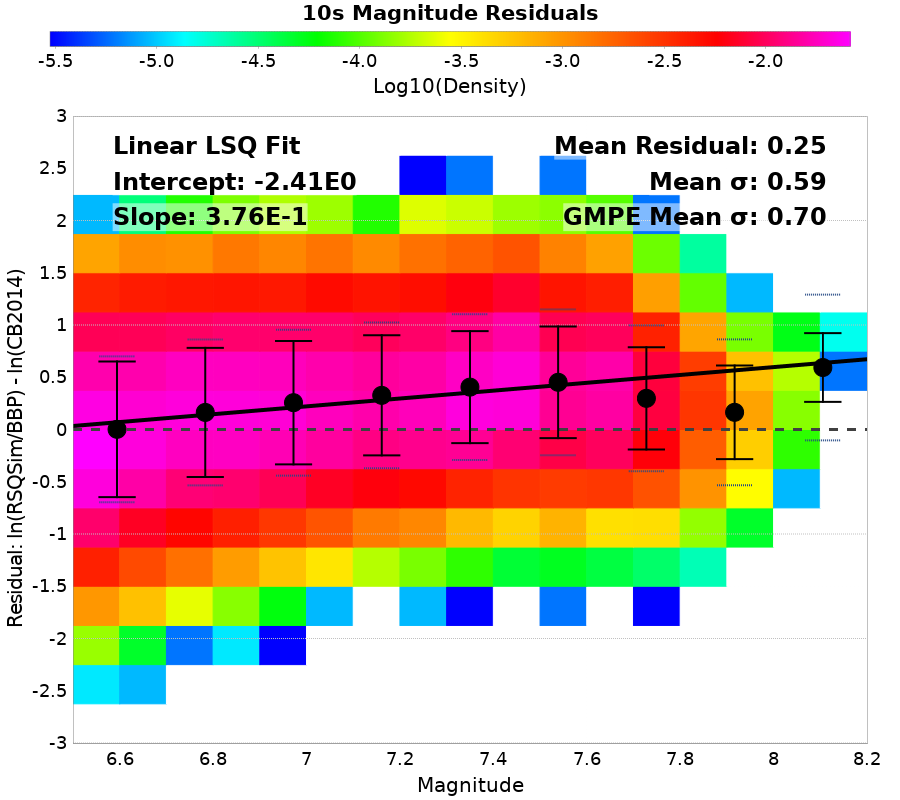 10s Magnitude Residuals
-5.5 -5.0 -4.5 -4.0 -3.5 -3.0 -2.5 -2.0
Log10(Density)
Linear LSQ Fit
Intercept: -2.41E0
Slope: 3.76E-1
Mean Residual: 0.25
Mean σ: 0.59
GMPE Mean σ: 0.70
Residual: ln(RSQSim/BBP) - ln(CB2014)
3
2.5
2
1.5
1
0.5
0
-0.5
-1
-1.5
-2
-2.5
-3
6.6 6.8 7 7.2 7.4 7.6 7.8 8 8.2
Magnitude